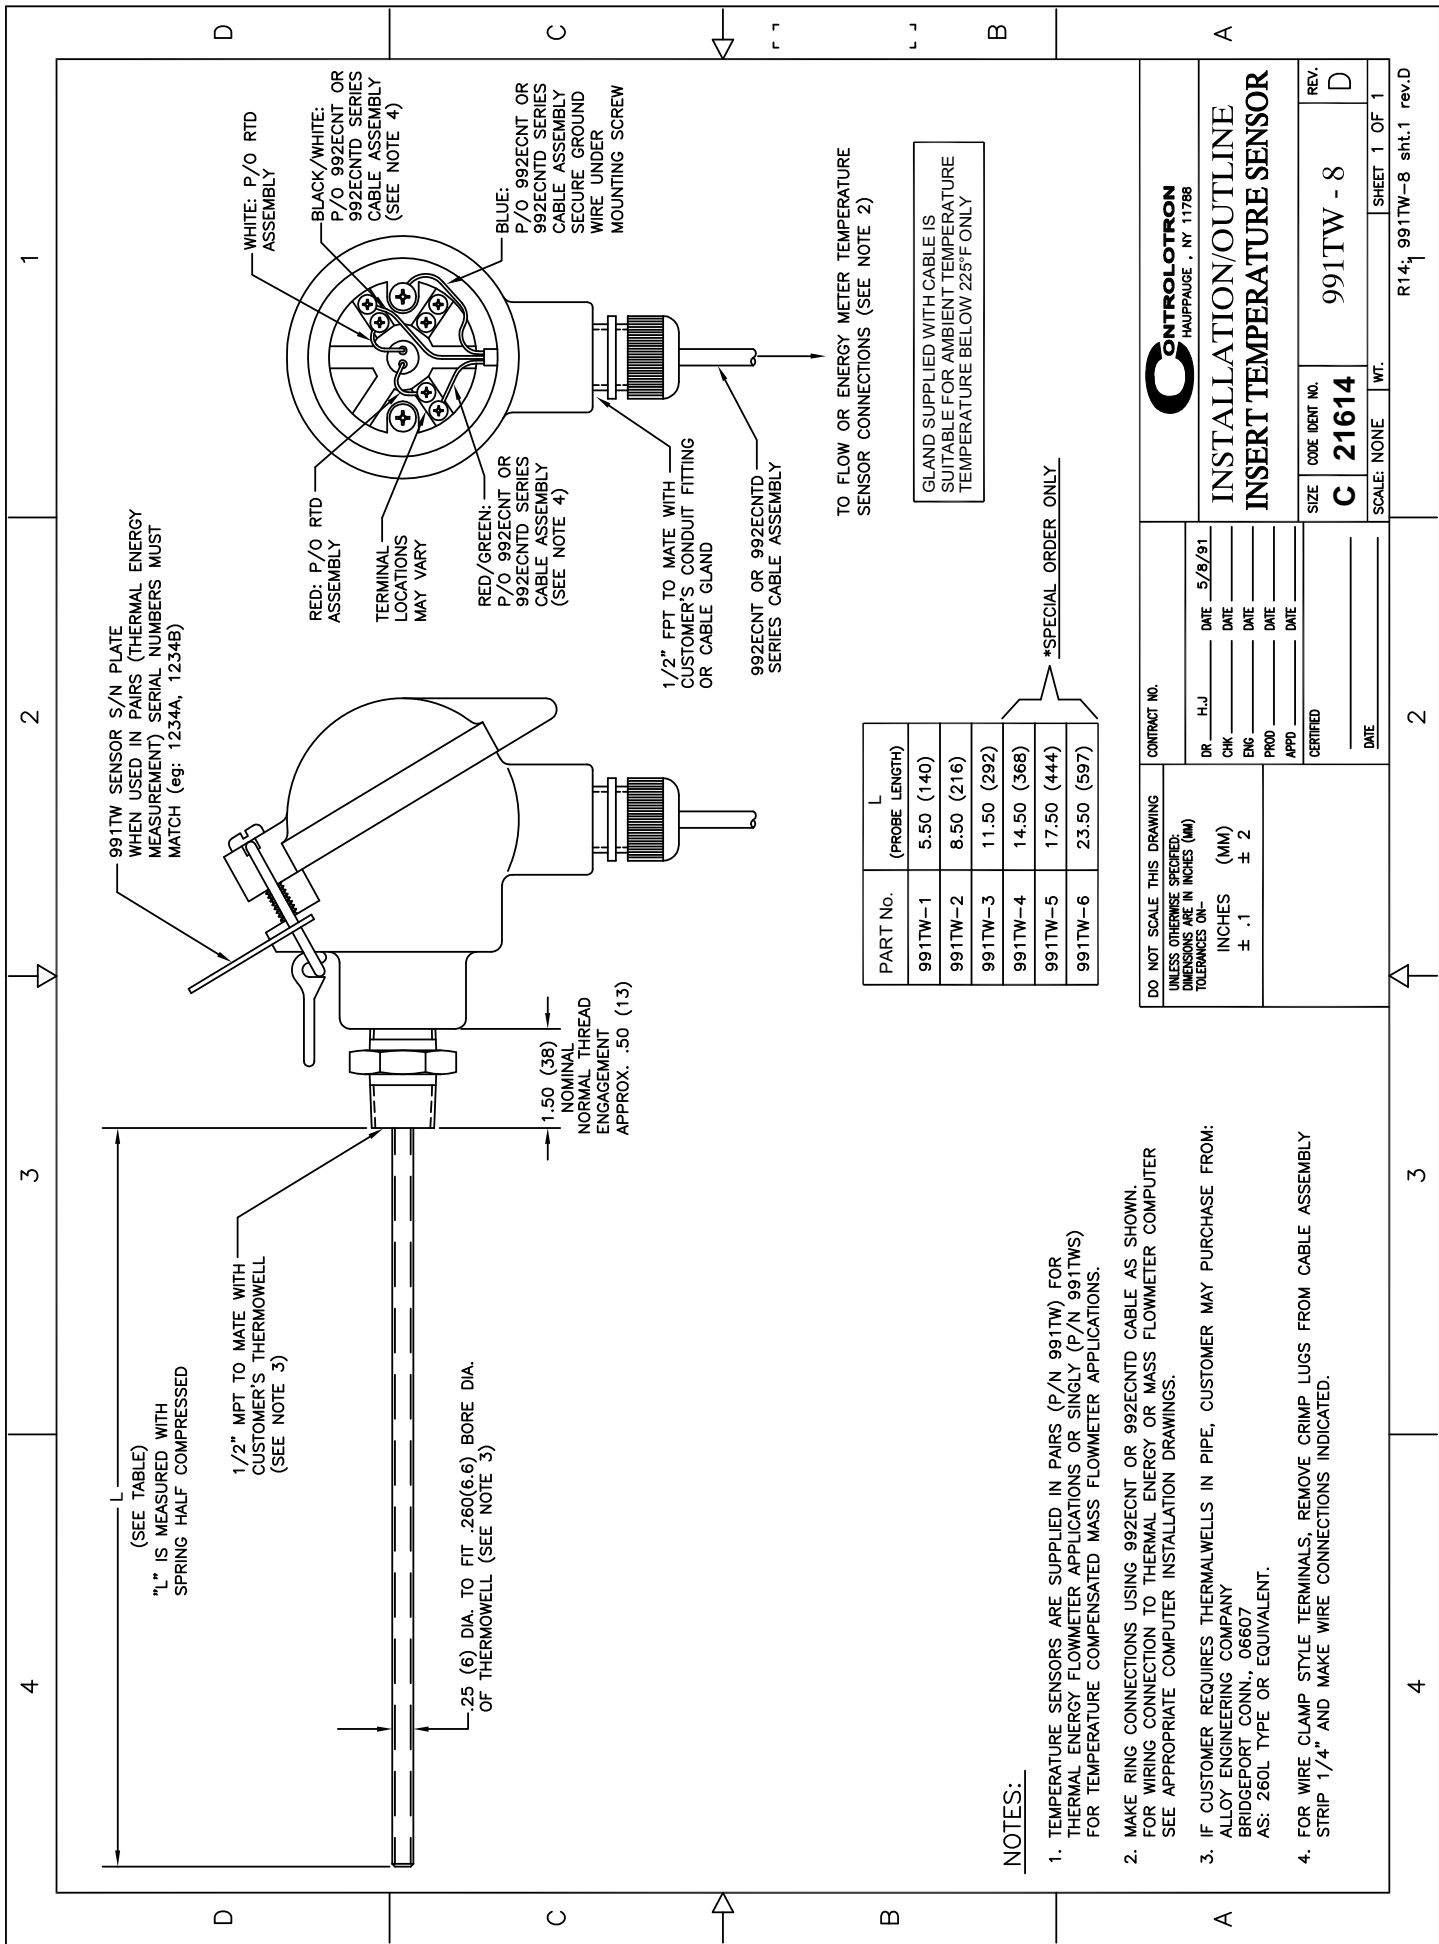 4
3
2
1
D
C
B
A
D
C
B
A
4
3
2
1
L
(SEE TABLE)
"L" IS MEASURED WITH
SPRING HALF COMPRESSED
1/2" MPT TO MATE WITH
CUSTOMER'S THERMOWELL
(SEE NOTE 3)
.25 (6) DIA. TO FIT .260(6.6) BORE DIA.
OF THERMOWELL (SEE NOTE 3)
1.50 (38)
NOMINAL
NORMAL THREAD
ENGAGEMENT
APPROX. .50 (13)
991TW SENSOR S/N PLATE
WHEN USED IN PAIRS (THERMAL ENERGY
MEASUREMENT) SERIAL NUMBERS MUST
MATCH (eg: 1234A, 1234B)
WHITE: P/O RTD
ASSEMBLY
BLACK/WHITE:
P/O 992ECNT OR
992ECNTD SERIES
CABLE ASSEMBLY
(SEE NOTE 4)
RED: P/O RTD
ASSEMBLY
TERMINAL
LOCATIONS
MAY VARY
RED/GREEN:
P/O 992ECNT OR
992ECNTD SERIES
CABLE ASSEMBLY
(SEE NOTE 4)
BLUE:
P/O 992ECNT OR
992ECNTD SERIES
CABLE ASSEMBLY
SECURE GROUND
WIRE UNDER
MOUNTING SCREW
1/2" FPT TO MATE WITH
CUSTOMER'S CONDUIT FITTING
OR CABLE GLAND
992ECNT OR 992ECNTD
SERIES CABLE ASSEMBLY
TO FLOW OR ENERGY METER TEMPERATURE
SENSOR CONNECTIONS (SEE NOTE 2)
GLAND SUPPLIED WITH CABLE IS
SUITABLE FOR AMBIENT TEMPERATURE
TEMPERATURE BELOW 225°F ONLY
PART No. L
(PROBE LENGTH)
991TW-1 5.50 (140)
991TW-2 8.50 (216)
991TW-3 11.50 (292)
991TW-4 14.50 (368)
991TW-5 17.50 (444)
991TW-6 23.50 (597)
*SPECIAL ORDER ONLY
NOTES:
1. TEMPERATURE SENSORS ARE SUPPLIED IN PAIRS (P/N 991TW) FOR
THERMAL ENERGY FLOWMETER APPLICATIONS OR SINGLY (P/N 991TWS)
FOR TEMPERATURE COMPENSATED MASS FLOWMETER APPLICATIONS.
2. MAKE RING CONNECTIONS USING 992ECNT OR 992ECNTD CABLE AS SHOWN.
FOR WIRING CONNECTION TO THERMAL ENERGY OR MASS FLOWMETER COMPUTER
SEE APPROPRIATE COMPUTER INSTALLATION DRAWINGS.
3. IF CUSTOMER REQUIRES THERMALWELLS IN PIPE, CUSTOMER MAY PURCHASE FROM:
ALLOY ENGINEERING COMPANY
BRIDGEPORT CONN., 06607
AS: 260L TYPE OR EQUIVALENT.
4. FOR WIRE CLAMP STYLE TERMINALS, REMOVE CRIMP LUGS FROM CABLE ASSEMBLY
STRIP 1/4" AND MAKE WIRE CONNECTIONS INDICATED.
DO NOT SCALE THIS DRAWING
UNLESS OTHERWISE SPECIFIED:
DIMENSIONS ARE IN INCHES (MM)
TOLERANCES ON-
INCHES (MM)
± .1 ± 2
CONTRACT NO.
DR H.J DATE 5/8/91
CHK DATE
ENG DATE
PROD DATE
APPD DATE
CERTIFIED
DATE
CONTROLOTRON
HAUPPAUGE , NY 11788
INSTALLATION/OUTLINE
INSERT TEMPERATURE SENSOR
SIZE CODE IDENT NO. REV.
C 21614 991TW - 8 D
SCALE: NONE WT. SHEET 1 OF 1
R14; 991TW-8 sht.1 rev.D